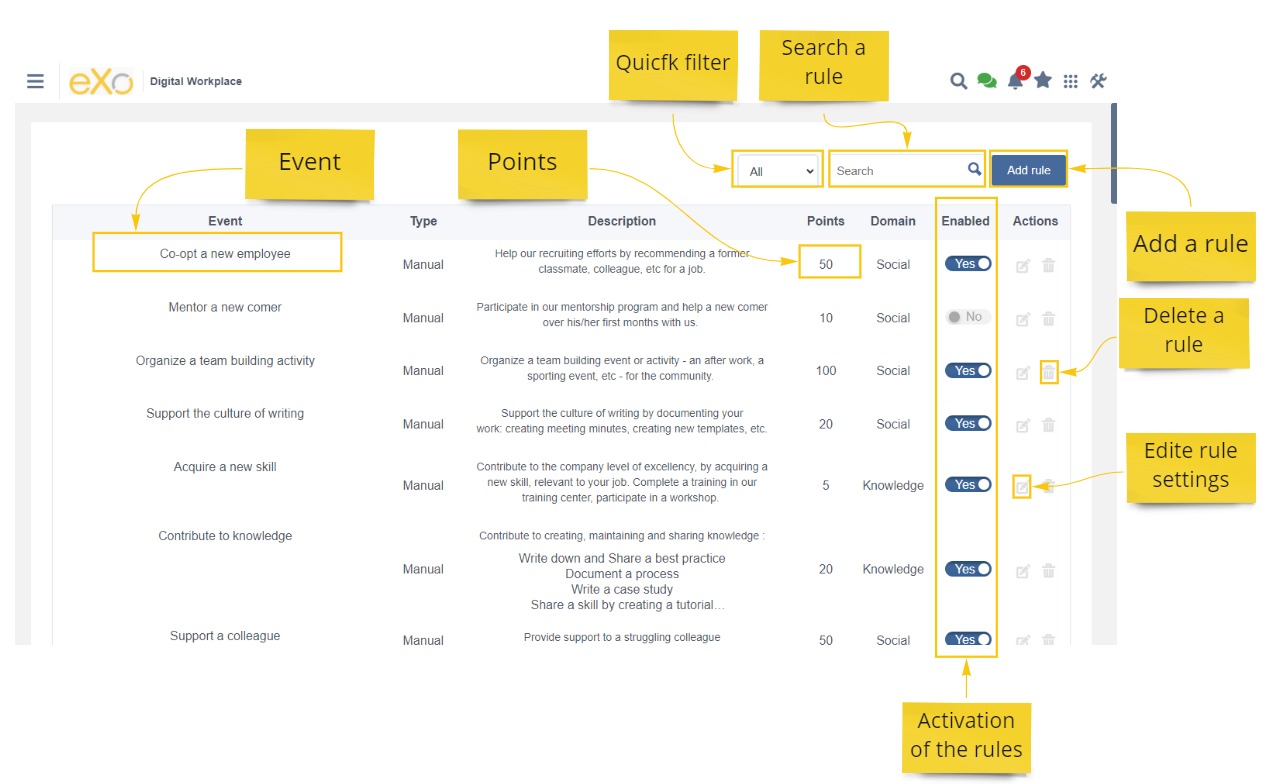 Quicfk filter
Search a
rule
eXo
Digital Workplace
6
Event
Points
All
Search
Add rule
Add a rule
Event Type Description Points Domain Enabled Actions
Co-opt a new employee
Manual
Help our recruiting efforts by recommending a former
classmate, colleague, etc for a job.
50
Social
Yes
Mentor a new comer
Manual
Participate in our mentorship program and help a new comer
over his/her first months with us.
10
Social
No
Delete a
rule
Organize a team building activity
Manual
Organize a team building event or activity - an after work, a
sporting event, etc - for the community.
100
Social
Yes
Support the culture of writing
Manual
Support the culture of writing by documenting your
work: creating meeting minutes, creating new templates, etc.
20
Social
Yes
Edite rule
settings
Acquire a new skill
Manual
Contribute to the company level of excellency, by acquiring a
new skill, relevant to your job. Complete a training in our
training center, participate in a workshop.
5
Knowledge
Yes
Contribute to knowledge
Manual
Contribute to creating, maintaining and sharing knowledge :
Write down and Share a best practice
Document a process
Write a case study
Share a skill by creating a tutorial…
20
Knowledge
Yes
Support a colleague
Manual
Provide support to a struggling colleague
50
Social
Yes
Activation
of the rules